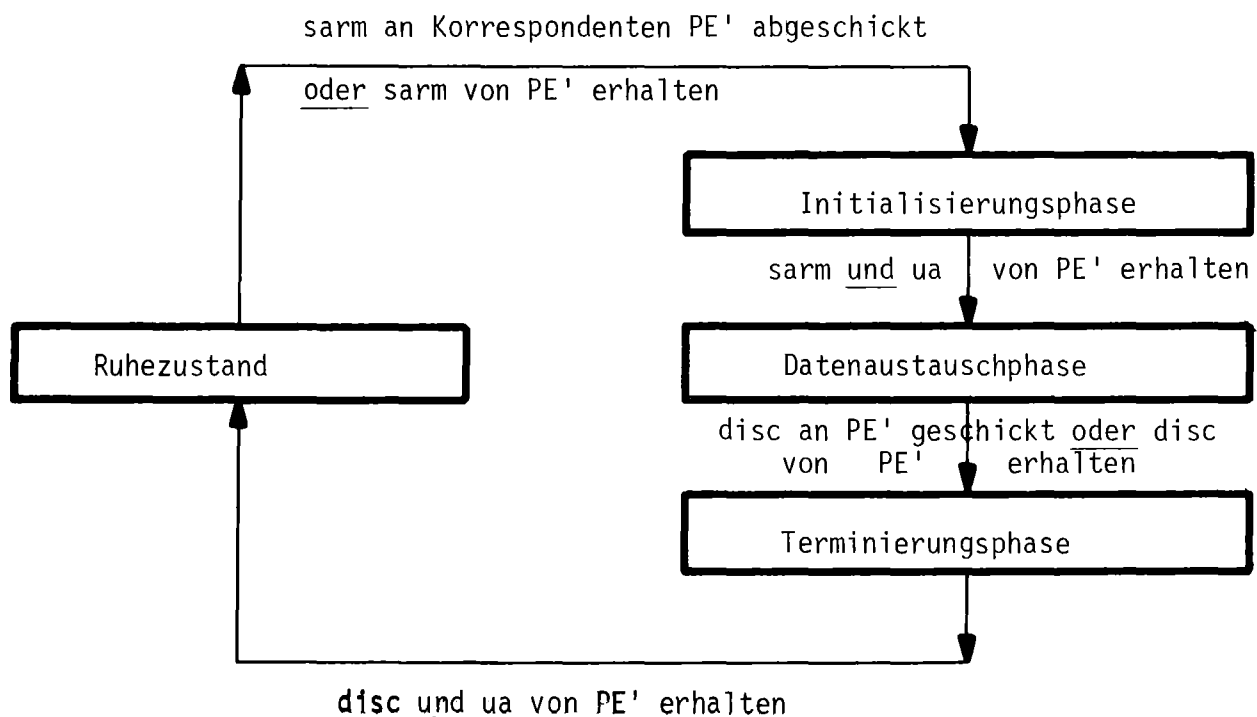 sarm an Korrespondenten PE' abgeschickt
oder sarm von PE' erhalten
Initialisierungsphase
sarm und ua von PE' erhalten
Ruhezustand
Datenaustauschphase
disc an PE' geschickt oder disc
von PE' erhalten
Terminierungsphase
disc und ua von PE' erhalten